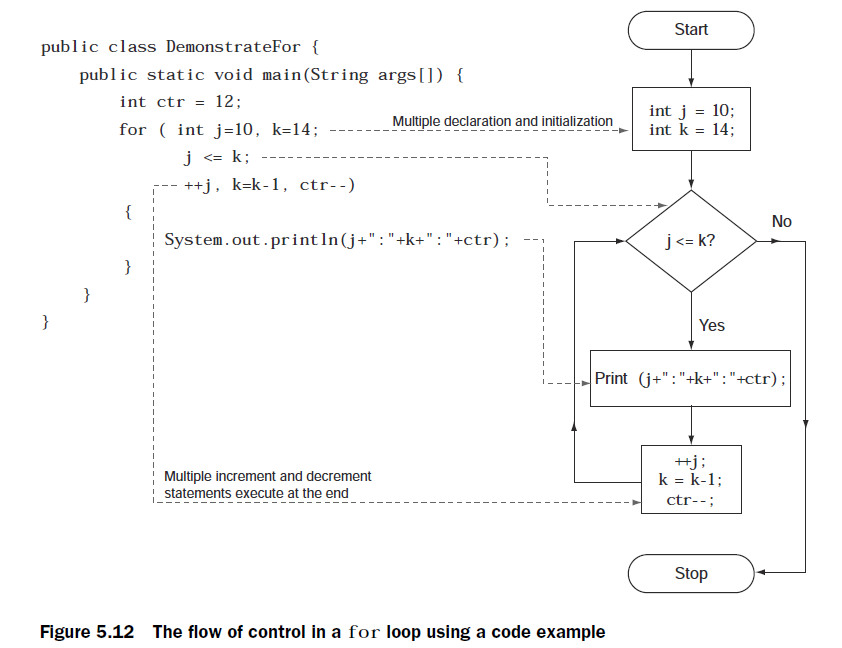 public class DemonstrateFor {
public static void main(String args[]) {
int ctr = 12;
for ( int j=10, k=14;
j <= k;
++j, k=k-1, ctr--)
{
System.out.println(j+":"+k+":"+ctr);
}
}
}
Multiple declaration and initialization
Multiple increment and decrement
statements execute at the end
Start
int j = 10;
int k = 14;
j <= k?
No
Yes
Print (j+":"+k+":"+ctr);
++j;
k = k-1;
ctr--;
Stop
Figure 5.12 The flow of control in a for loop using a code example